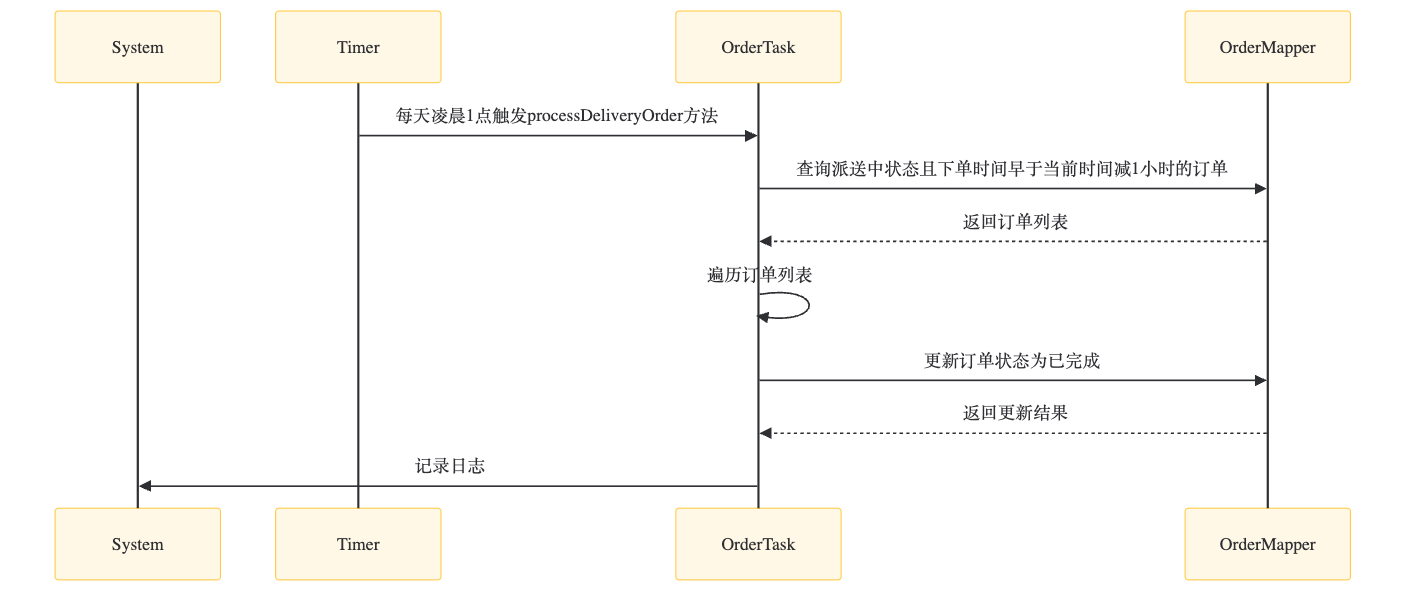 System
Timer
OrderTask
OrderMapper
每天凌晨1点触发processDeliveryOrder方法
查询派送中状态且下单时间早于当前时间减1小时的订单
返回订单列表
遍历订单列表
更新订单状态为已完成
返回更新结果
记录日志
System
Timer
OrderTask
OrderMapper